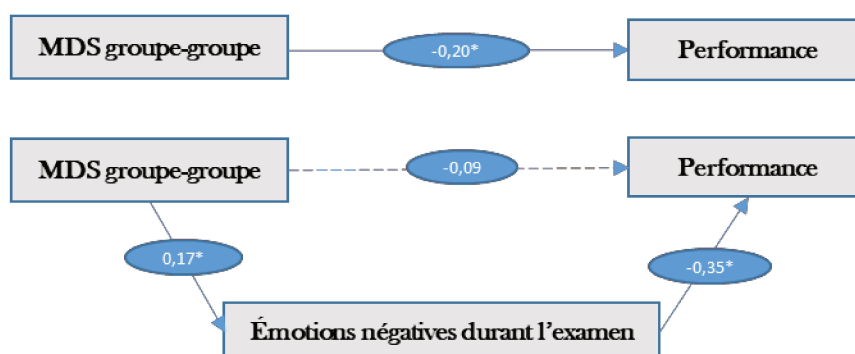 MDS groupe-groupe
-0,20*
Performance
MDS groupe-groupe
-0,09
Performance
0,17*
-0,35*
Émotions négatives durant l'examen